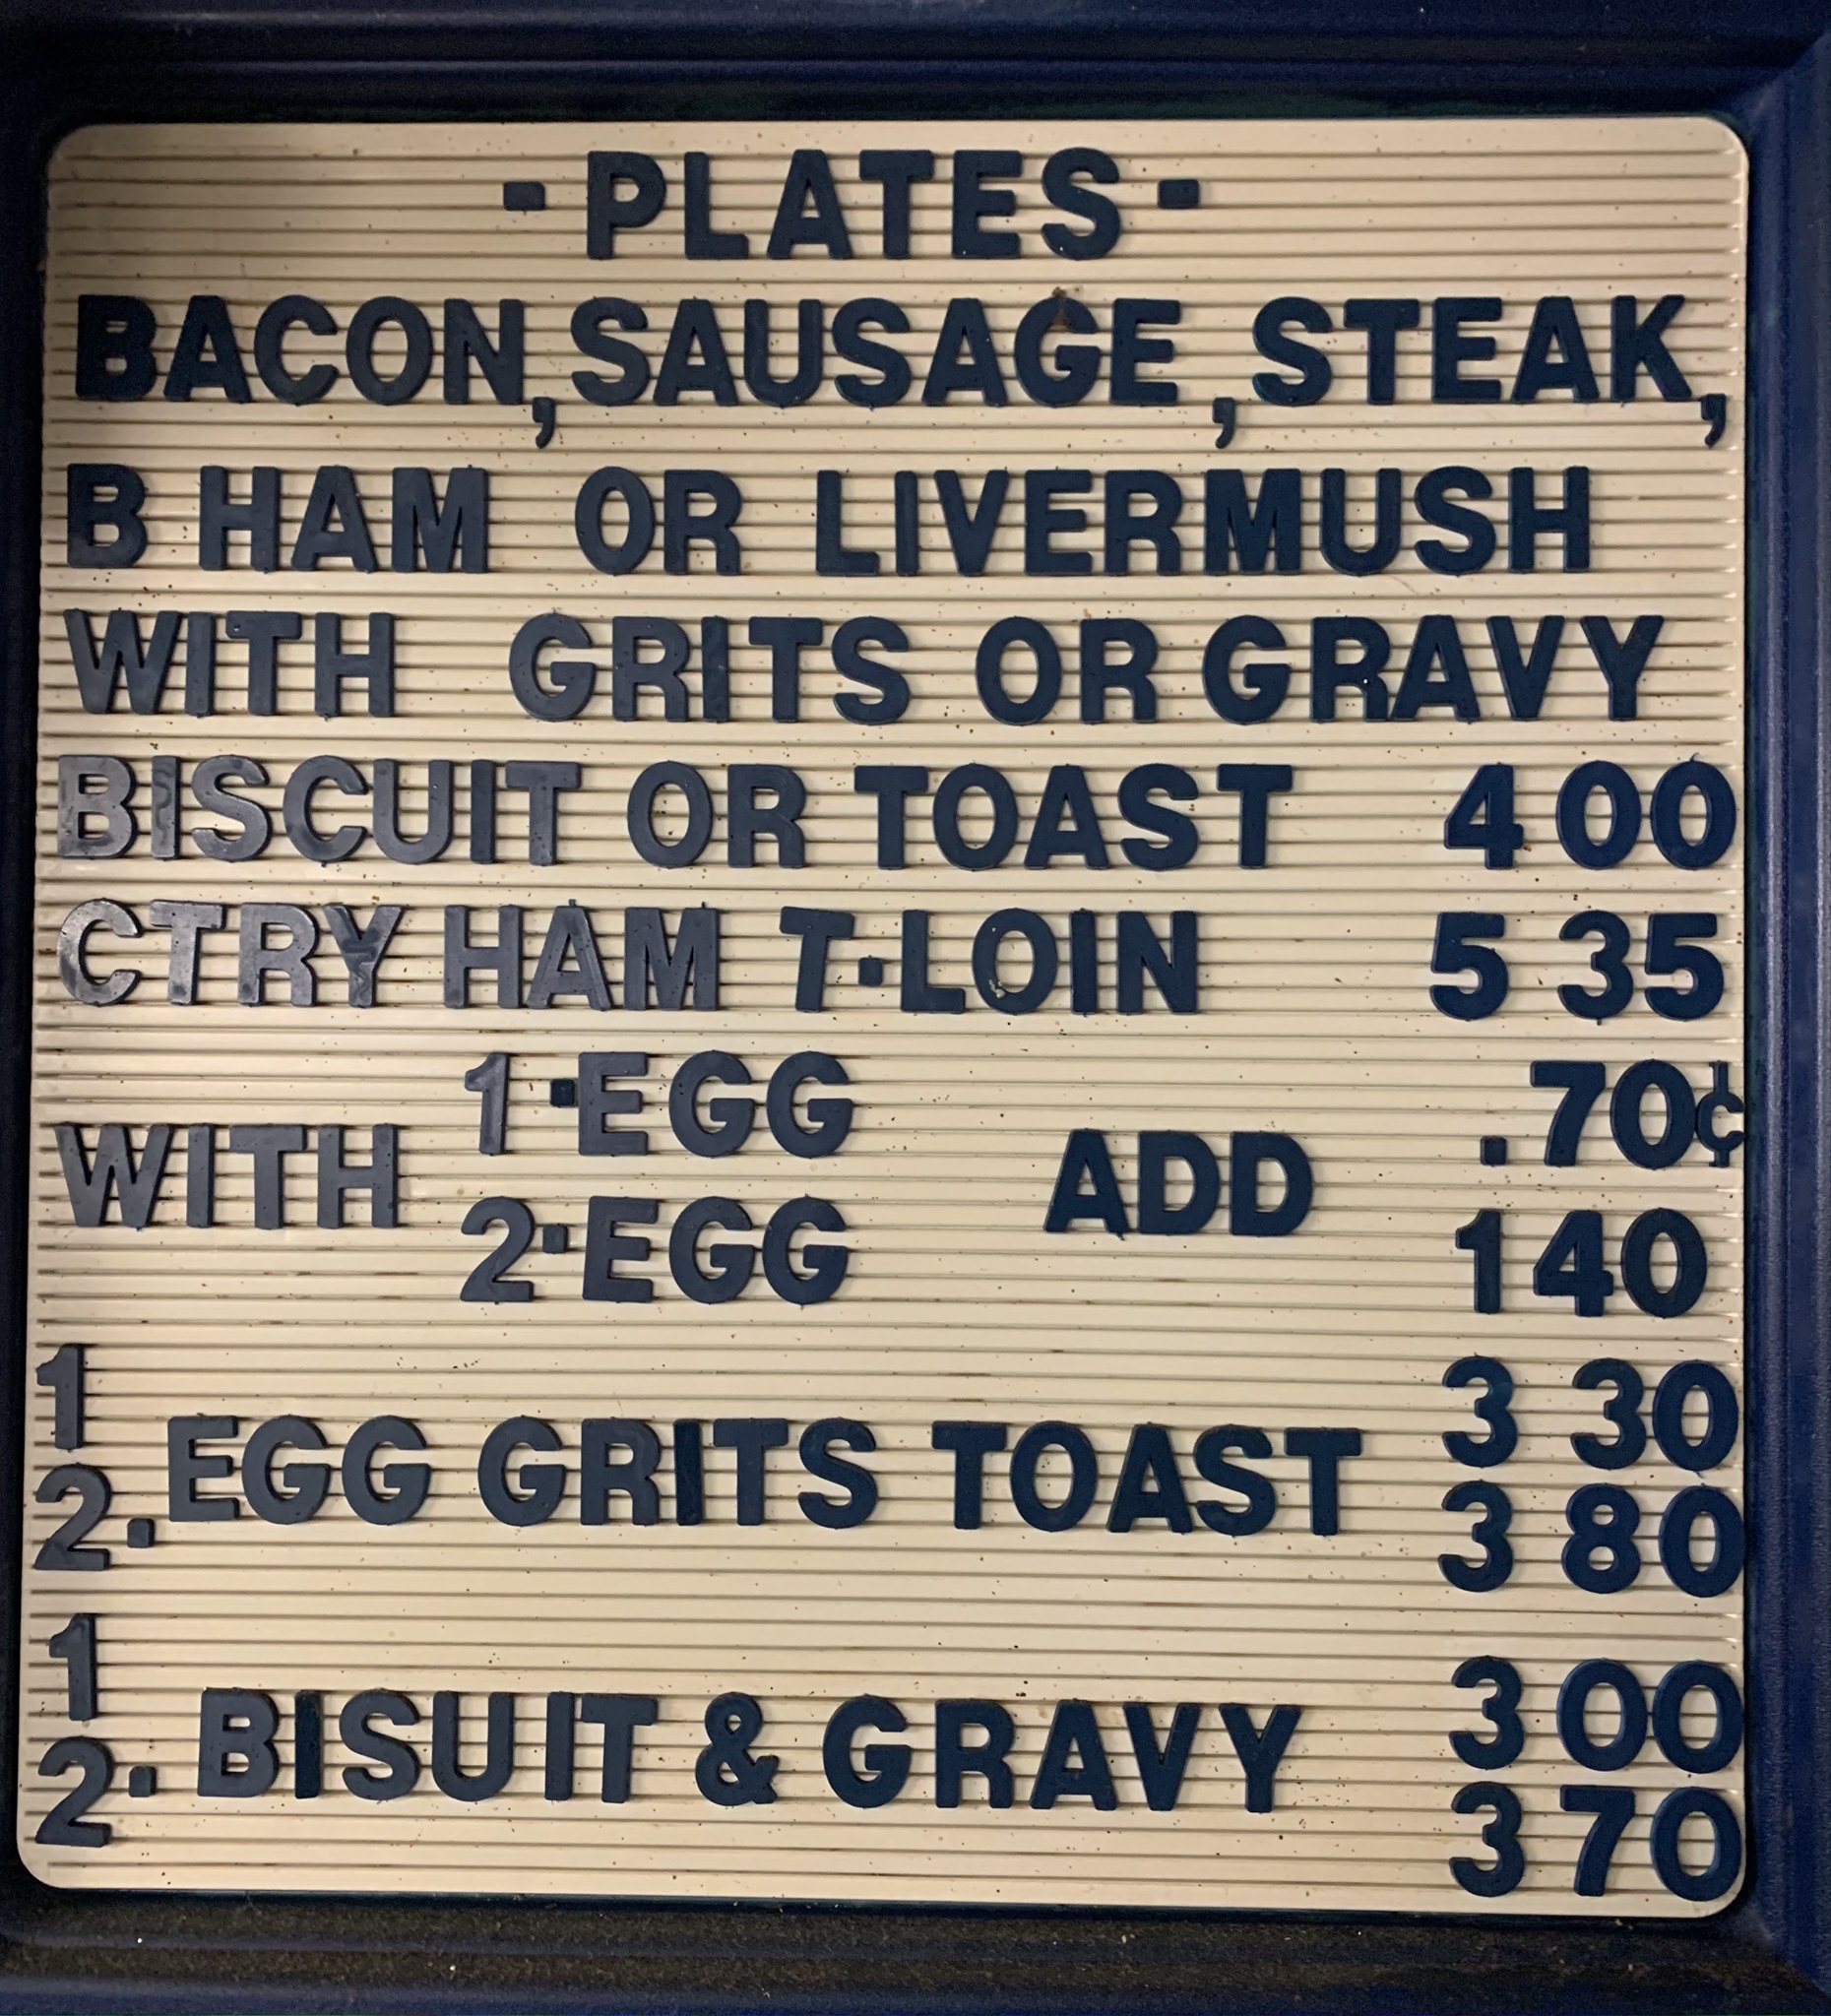 - PLATES -
BACON, SAUSAGE, STEAK,
B HAM OR LIVERMUSH
WITH GRITS OR GRAVY
BISCUIT OR TOAST 4 00
CTRY HAM T-LOIN 5 35
1-EGG .70¢
WITH ADD
2-EGG 140
1 3 30
EGG GRITS TOAST
2. 3 80
1 3 00
BISUIT & GRAVY
2. 3 70